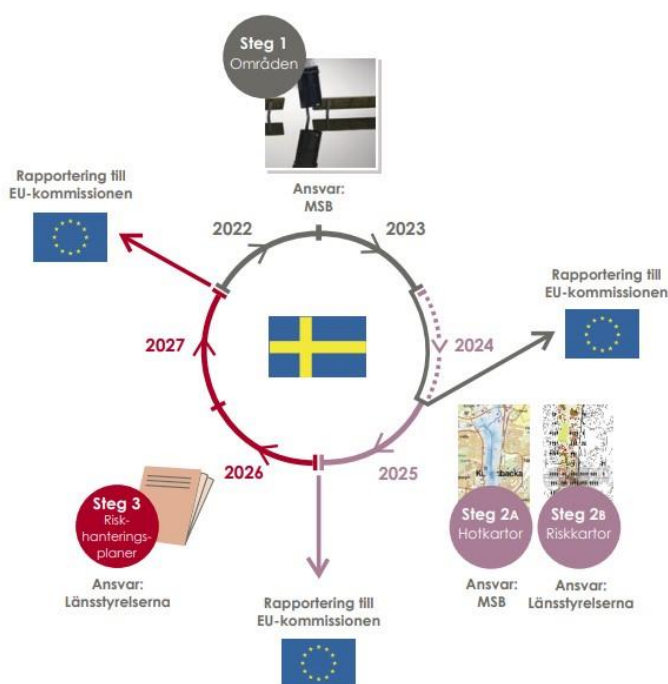 Steg 1
Områden
Ansvar:
MSB
Rapportering till
EU-kommissionen
2022
2023
Rapportering till
EU-kommissionen
2027
2024
2026
2025
Steg 3
Risk-
hanterings-
planer
Ansvar:
Länsstyrelserna
Steg 2A
Hotkartor
Ansvar:
MSB
Steg 2B
Riskkartor
Ansvar:
Länsstyrelserna
Rapportering till
EU-kommissionen